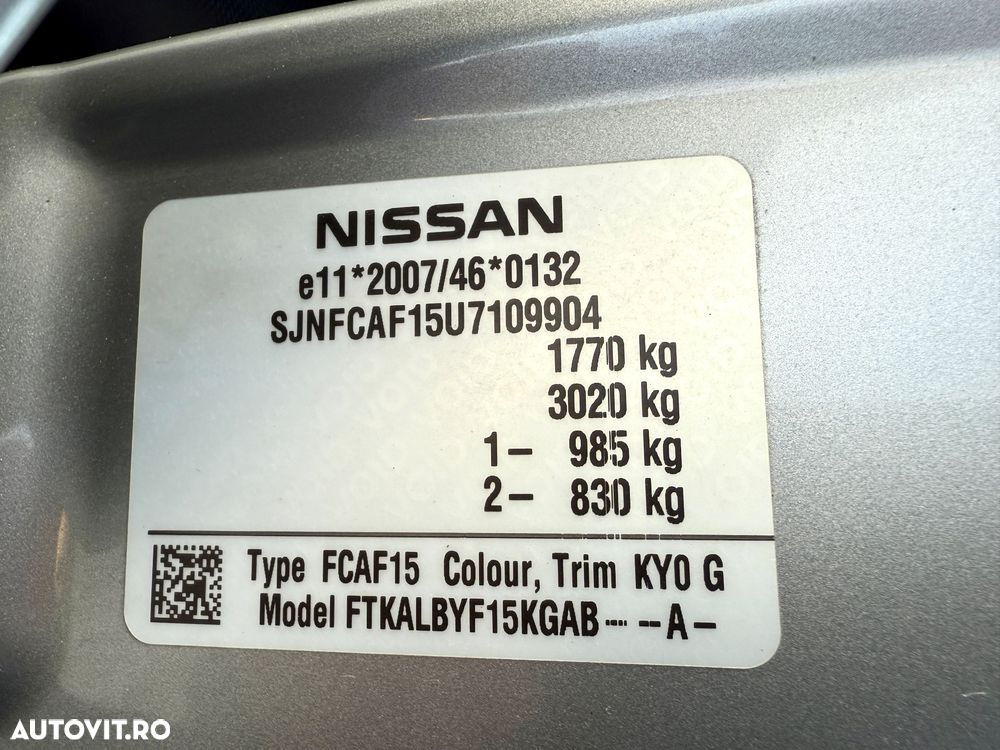 NISSAN
e11*2007/46*0132
SJNFCAF15U7109904
1770 kg
3020 kg
1– 985 kg
2– 830 kg
Type FCAF15 Colour, Trim KY0 G
Model FTKALBYF15KGAB---- --A-
AUTOVIT.RO